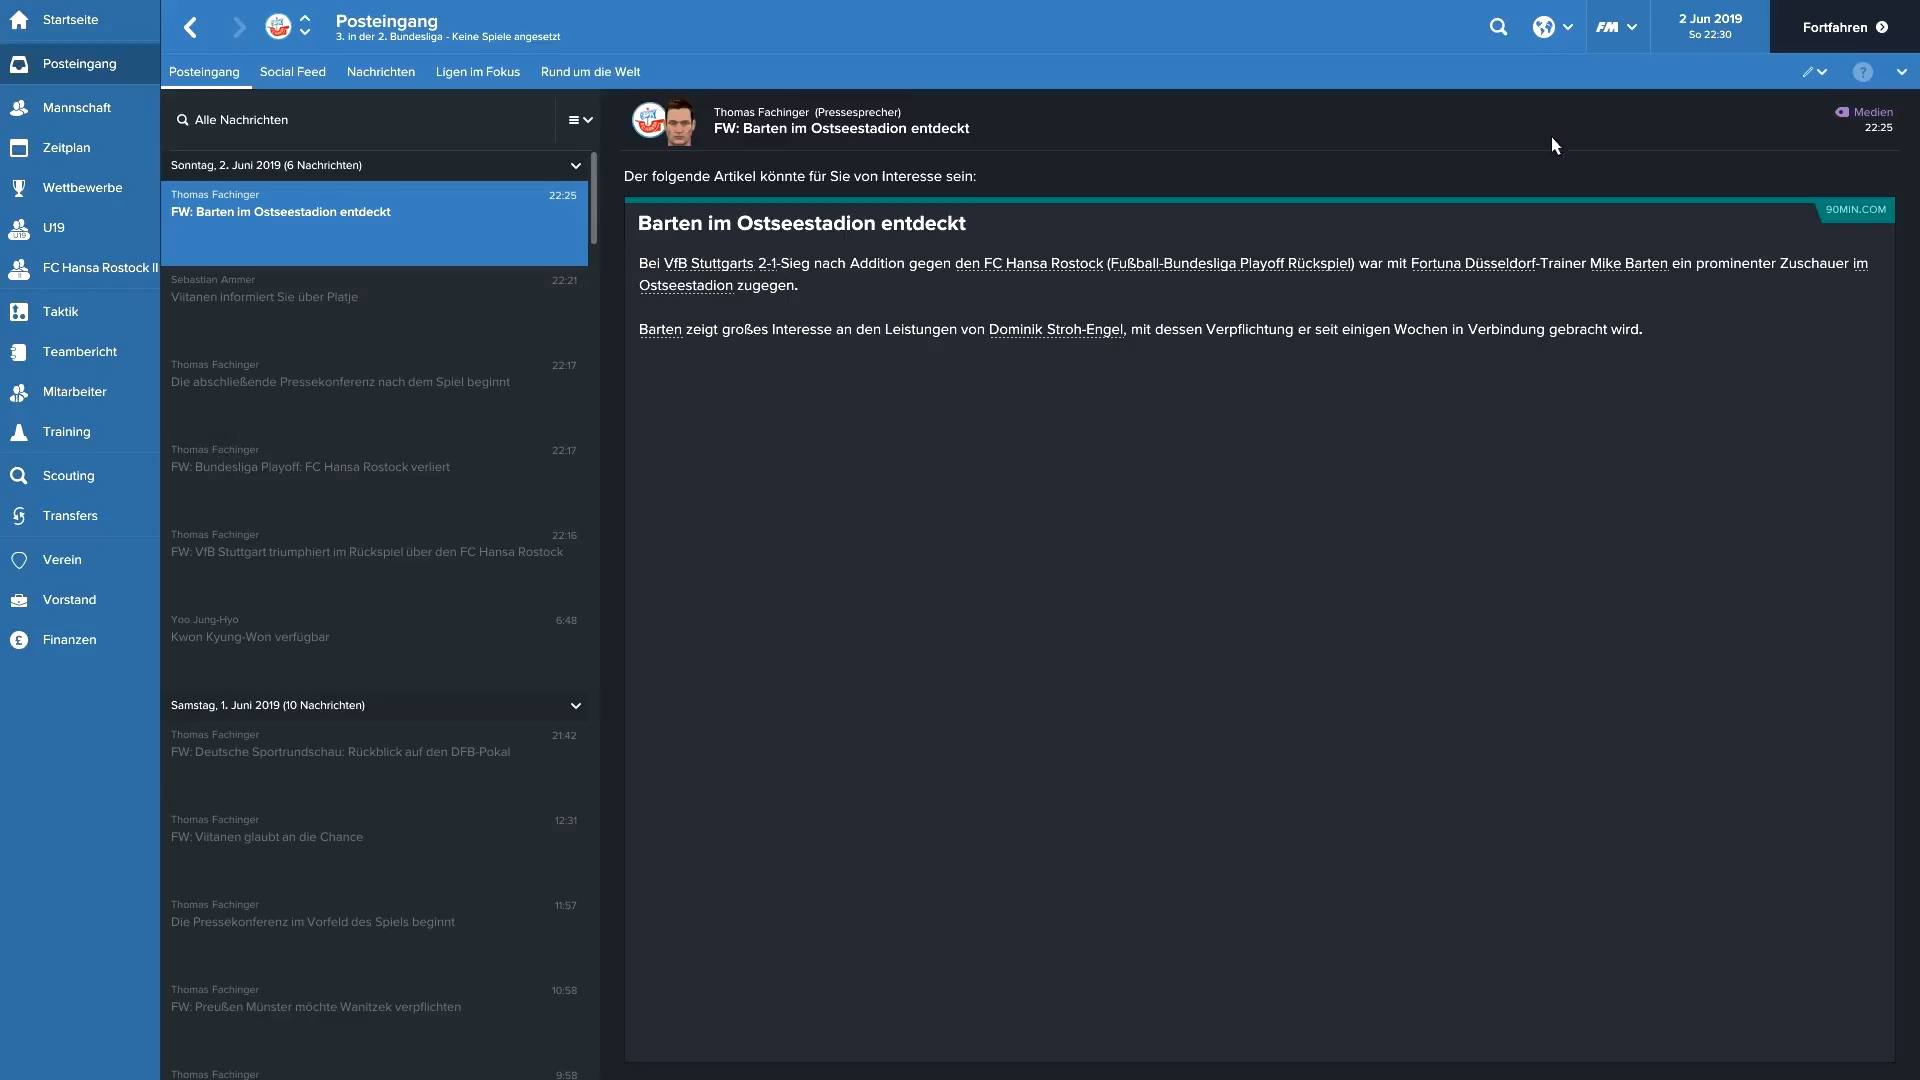 Startseite
Posteingang
Mannschaft
Zeitplan
Wettbewerbe
U19
FC Hansa Rostock II
Taktik
Teambericht
Mitarbeiter
Training
Scouting
Transfers
Verein
Vorstand
Finanzen
Posteingang
3. in der 2. Bundesliga - Keine Spiele angesetzt
FM
2 Jun 2019
So 22:30
Fortfahren
Posteingang Social Feed Nachrichten Ligen im Fokus Rund um die Welt
?
Alle Nachrichten
Sonntag, 2. Juni 2019 (6 Nachrichten)
Thomas Fachinger 22:25
FW: Barten im Ostseestadion entdeckt
Sebastian Ammer 22:21
Viitanen informiert Sie über Platje
Thomas Fachinger 22:17
Die abschließende Pressekonferenz nach dem Spiel beginnt
Thomas Fachinger 22:17
FW: Bundesliga Playoff: FC Hansa Rostock verliert
Thomas Fachinger 22:16
FW: VfB Stuttgart triumphiert im Rückspiel über den FC Hansa Rostock
Yoo Jung-Hyo 6:48
Kwon Kyung-Won verfügbar
Samstag, 1. Juni 2019 (10 Nachrichten)
Thomas Fachinger 21:42
FW: Deutsche Sportrundschau: Rückblick auf den DFB-Pokal
Thomas Fachinger 12:31
FW: Viitanen glaubt an die Chance
Thomas Fachinger 11:57
Die Pressekonferenz im Vorfeld des Spiels beginnt
Thomas Fachinger 10:58
FW: Preußen Münster möchte Wanitzek verpflichten
Thomas Fachinger 9:58
Thomas Fachinger (Pressesprecher)
FW: Barten im Ostseestadion entdeckt
Medien
22:25
Der folgende Artikel könnte für Sie von Interesse sein:
90MIN.COM
Barten im Ostseestadion entdeckt
Bei VfB Stuttgarts 2-1-Sieg nach Addition gegen den FC Hansa Rostock (Fußball-Bundesliga Playoff Rückspiel) war mit Fortuna Düsseldorf-Trainer Mike Barten ein prominenter Zuschauer im
Ostseestadion zugegen.
Barten zeigt großes Interesse an den Leistungen von Dominik Stroh-Engel, mit dessen Verpflichtung er seit einigen Wochen in Verbindung gebracht wird.